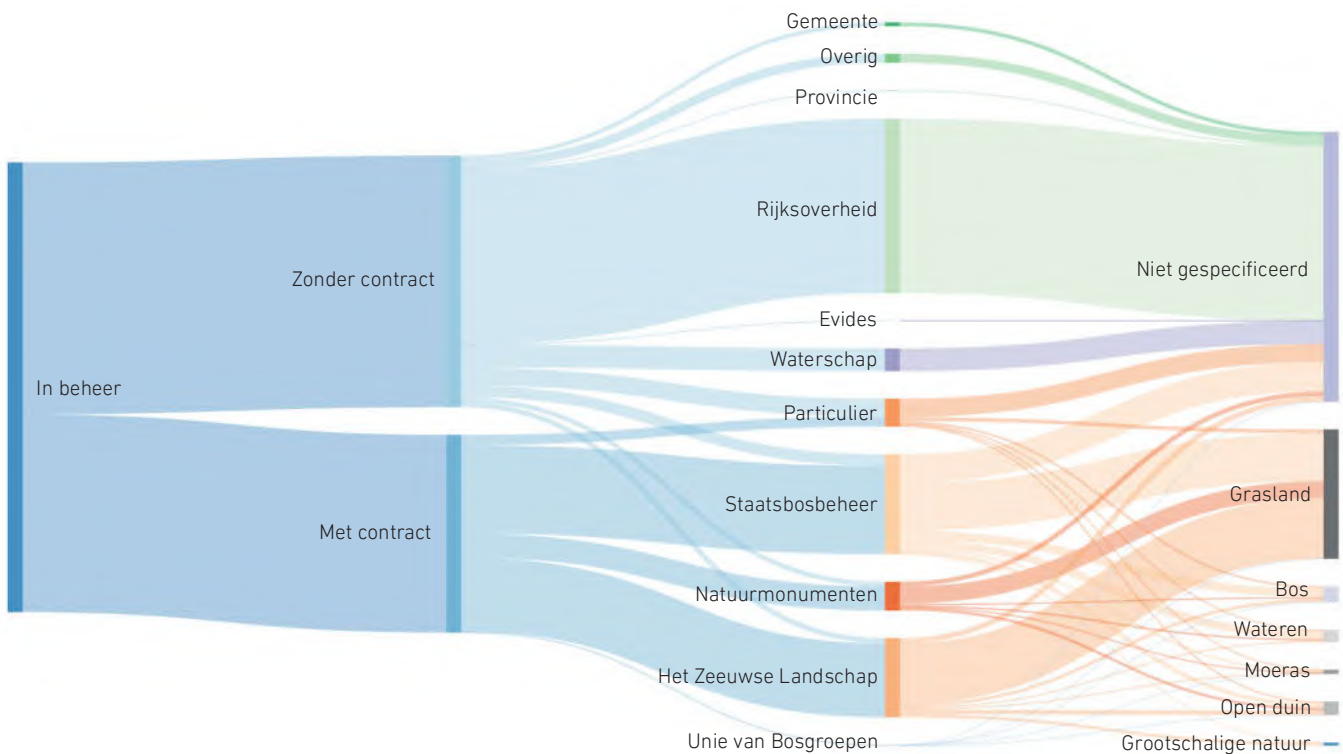 In beheer
Zonder contract
Met contract
Gemeente
Overig
Provincie
Rijksoverheid
Evides
Waterschap
Particulier
Staatsbosbeheer
Natuurmonumenten
Het Zeeuwse Landschap
Unie van Bosgroepen
Niet gespecificeerd
Grasland
Bos
Wateren
Moeras
Open duin
Grootschalige natuur